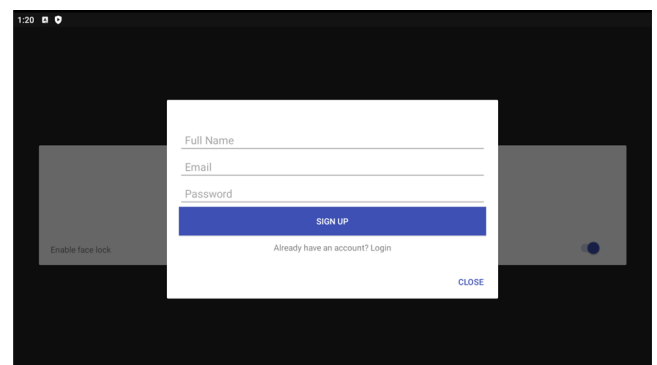 1:20
Full Name
Email
Password
SIGN UP
Enable face lock
Already have an account? Login
CLOSE